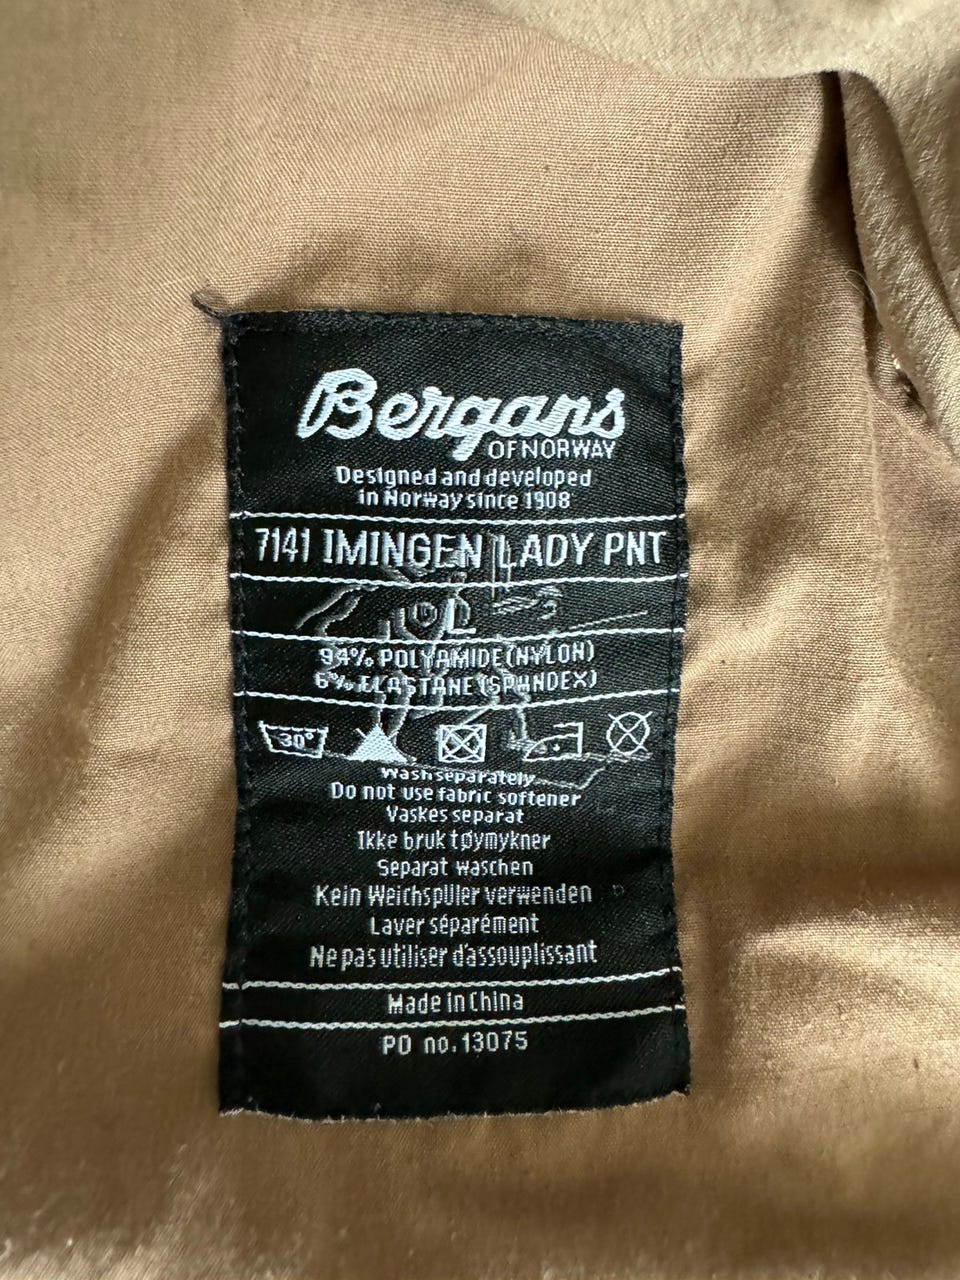 Bergans
OF NORWAY
Designed and developed
in Norway since 1908
7141 IMINGEN LADY PNT
L
94% POLYAMIDE(NYLON)
6% ELASTANE(SPANDEX)
30°
Wash separately
Do not use fabric softener
Vaskes separat
Ikke bruk tøymykner
Separat waschen
Kein Weichspüler verwenden
Laver séparément
Ne pas utiliser d'assouplissant
Made in China
PO no.13075